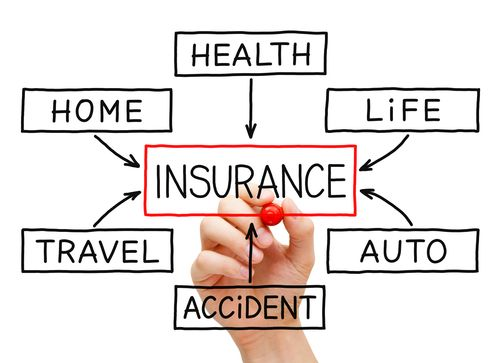 HEALTH
HOME
LiFE
INSURANCE
TRAVEL
AUTO
ACCiDENT